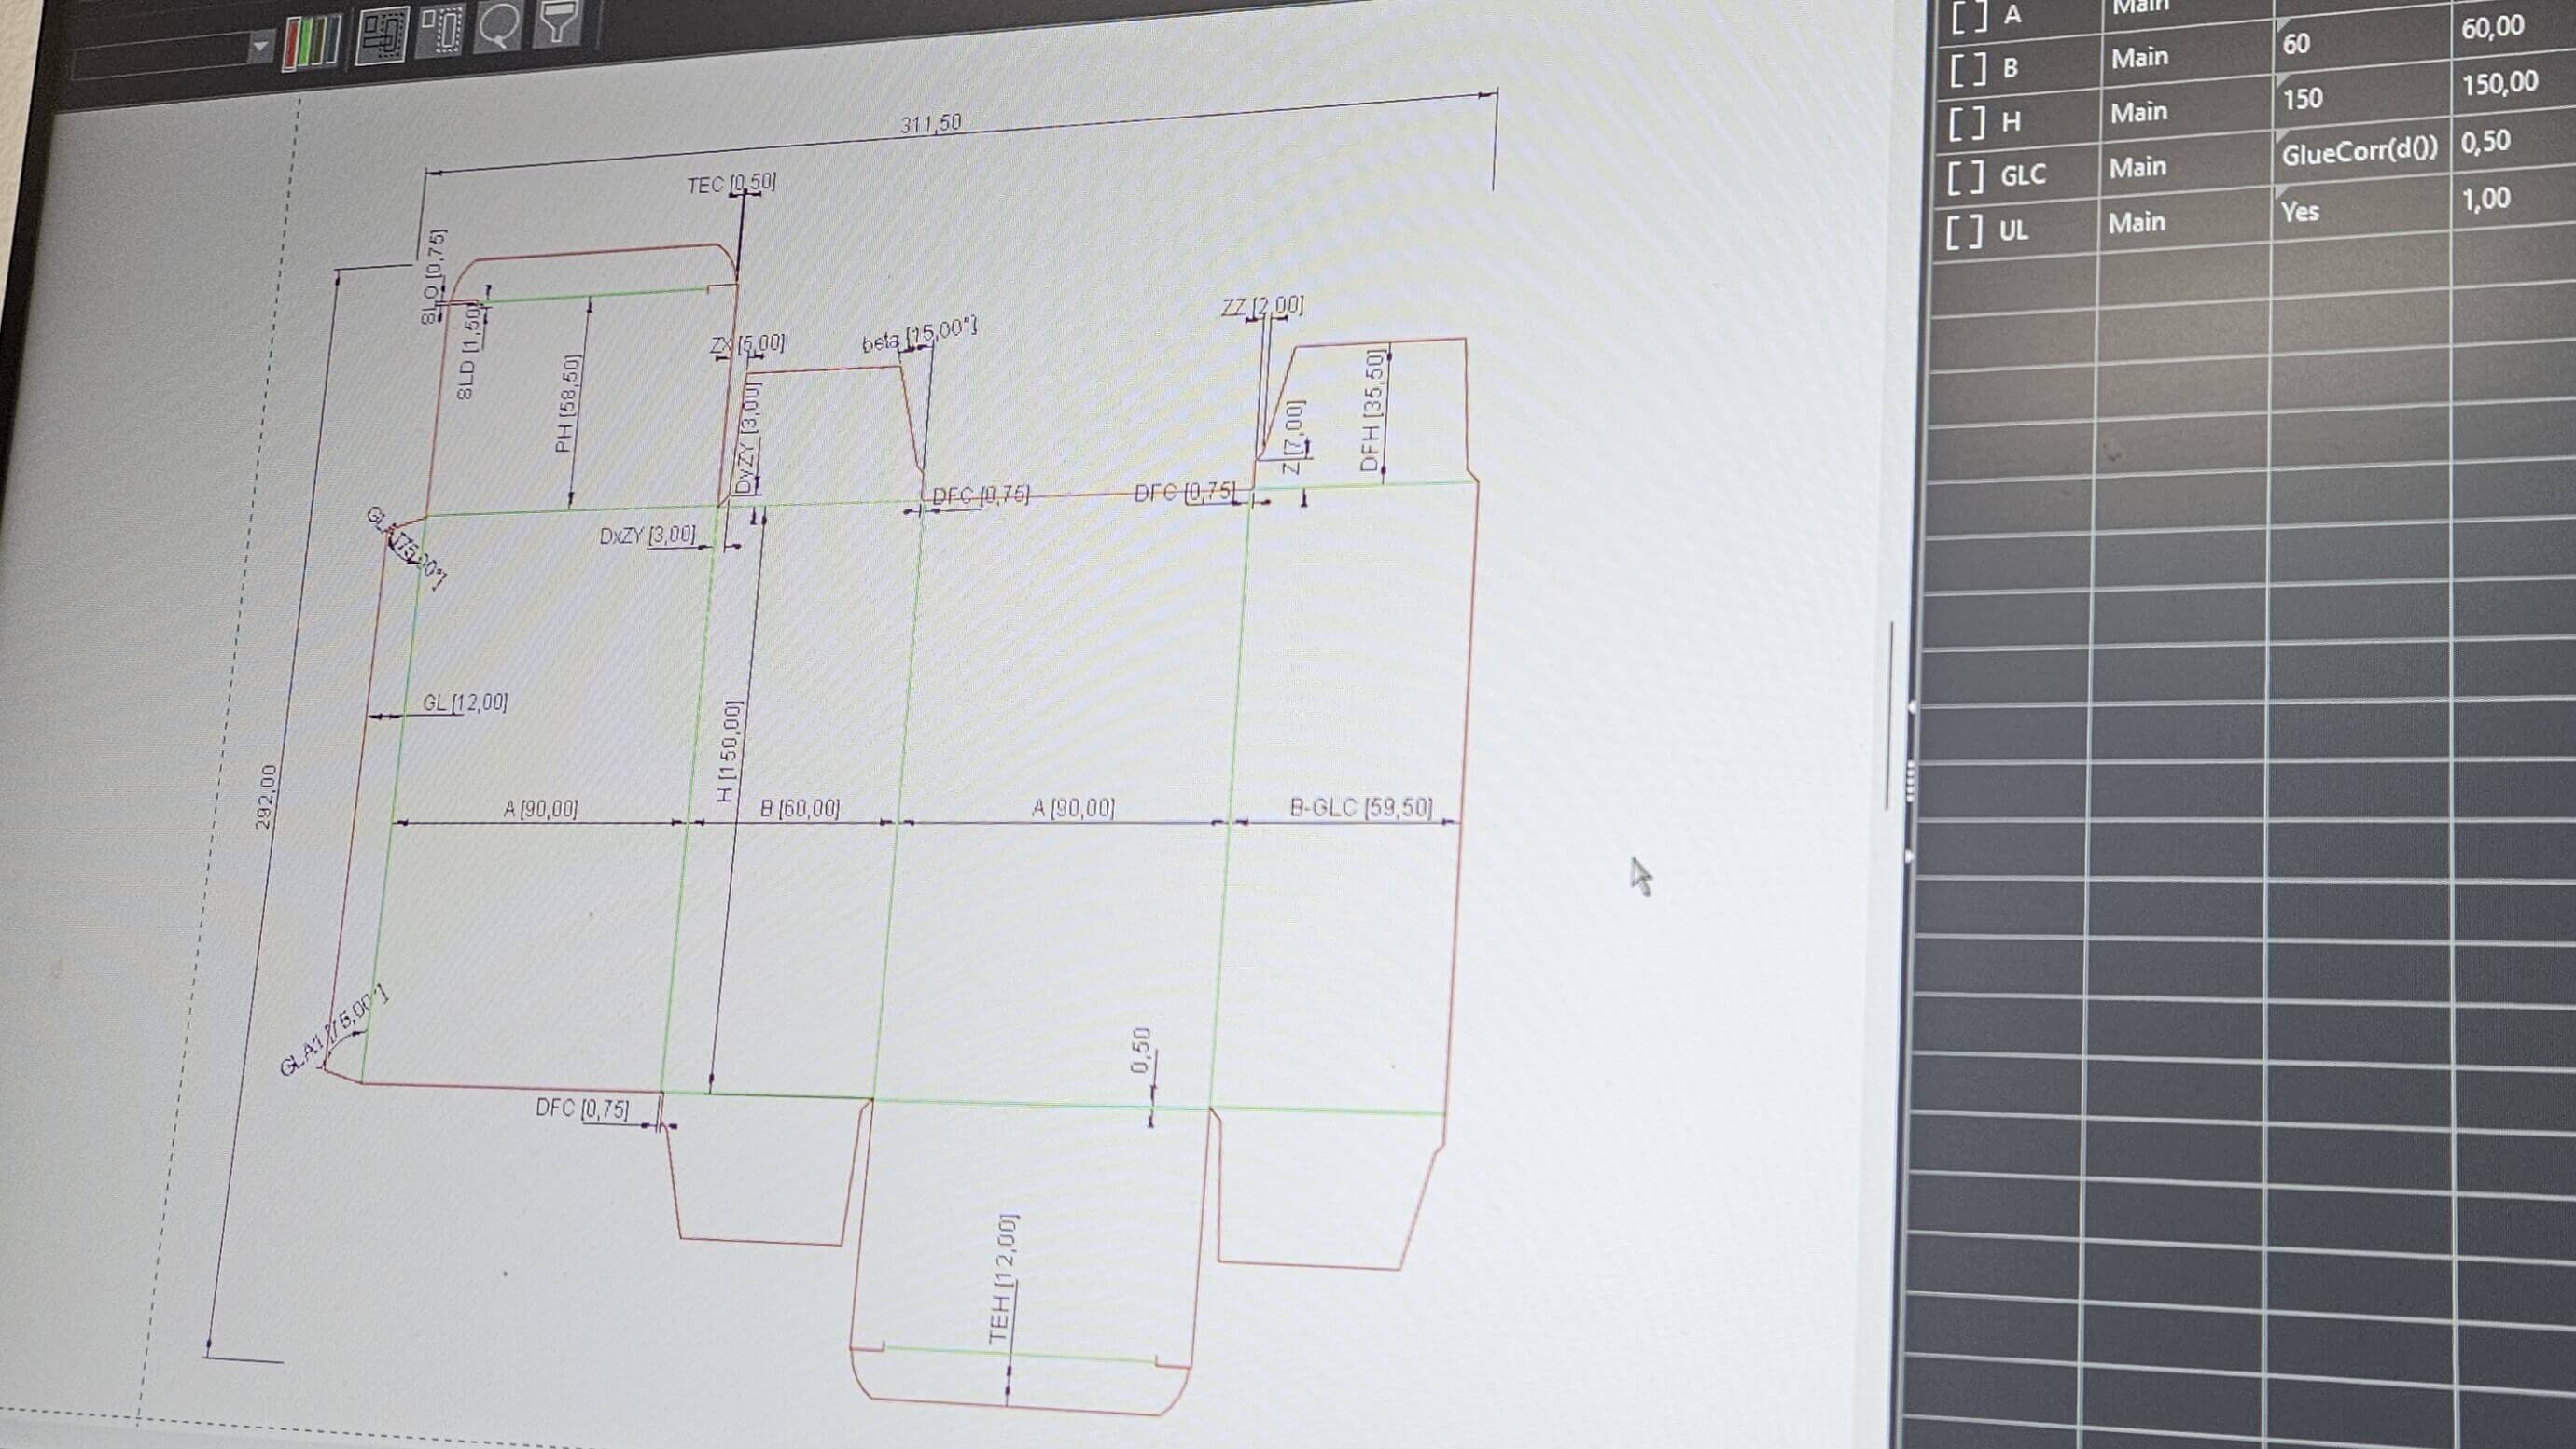 311,50
TEC [0,50]
SLO [0,75]
SLD [1,50]
PH [58,50]
ZX [5,00]
beta [15,00°]
ZZ [2,00]
DyZY [3,00]
Z [7,00]
DFH [35,50]
DFC [0,75]
DFC [0,75]
DxZY [3,00]
[75,00°]
GL [12,00]
H [150,00]
292,00
A [90,00]
B [60,00]
A [90,00]
B-GLC [59,50]
GLA1 [75,00°]
0,50
DFC [0,75]
TEH [12,00]
[ ] A Main
[ ] B Main 60 60,00
[ ] H Main 150 150,00
[ ] GLC Main GlueCorr(d()) 0,50
[ ] UL Main Yes 1,00